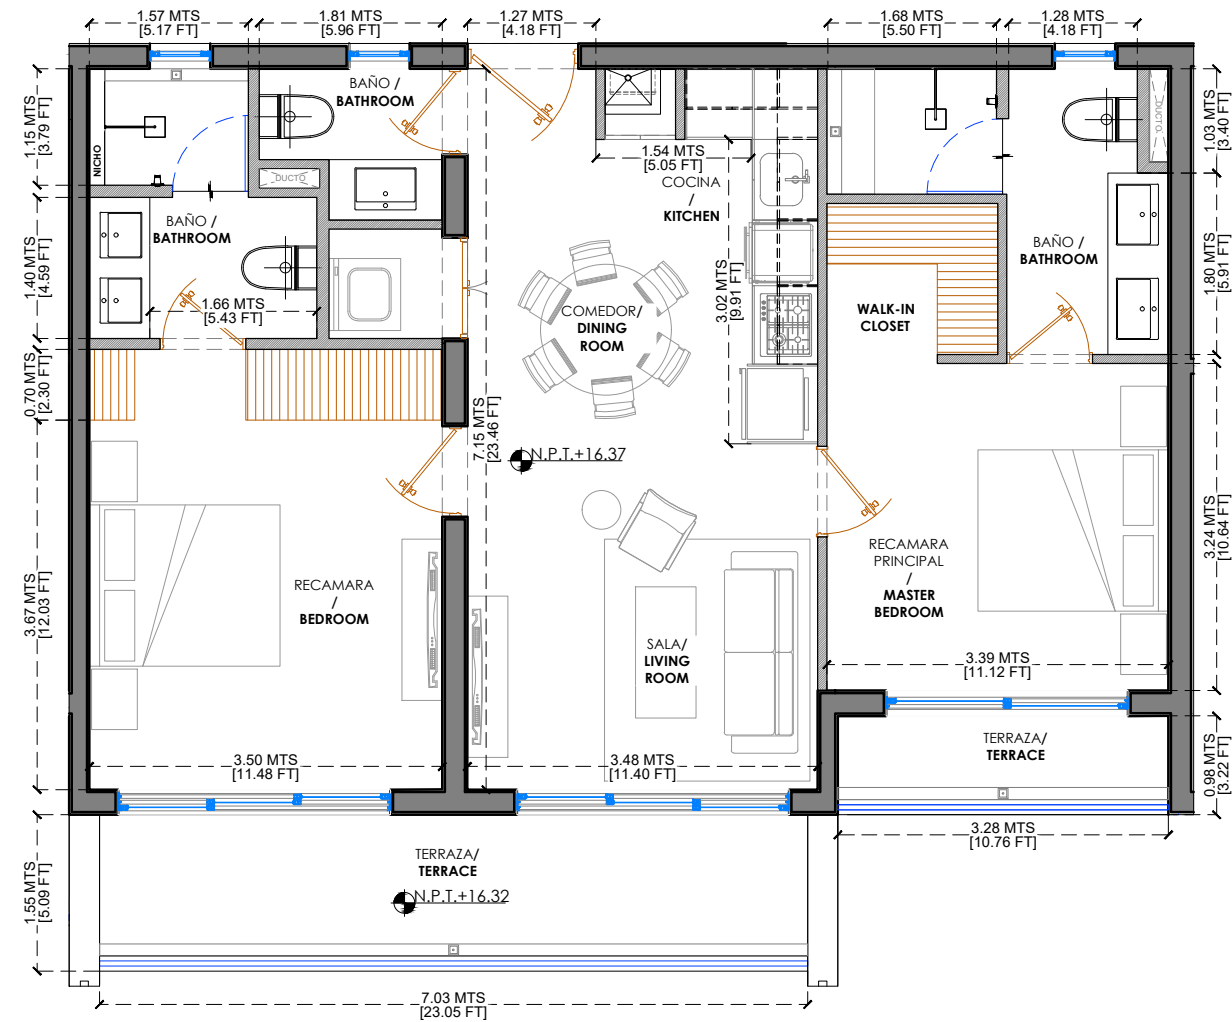 1.57 MTS
[5.17 FT]
1.81 MTS
[5.96 FT]
1.27 MTS
[4.18 FT]
1.68 MTS
[5.50 FT]
1.28 MTS
[4.18 FT]
1.15 MTS
[3.79 FT]
NICHO
BAÑO /
BATHROOM
DUCTO
1.54 MTS
[5.05 FT]
COCINA
/
KITCHEN
DUCTO
1.03 MTS
[3.40 FT]
1.40 MTS
[4.59 FT]
BAÑO /
BATHROOM
1.66 MTS
[5.43 FT]
COMEDOR/
DINING
ROOM
3.02 MTS
[9.91 FT]
WALK-IN
CLOSET
BAÑO /
BATHROOM
1.80 MTS
[5.91 FT]
0.70 MTS
[2.30 FT]
7.15 MTS
[23.46 FT]
N.P.T.+16.37
3.67 MTS
[12.03 FT]
RECAMARA
/
BEDROOM
SALA/
LIVING
ROOM
RECAMARA
PRINCIPAL
/
MASTER
BEDROOM
3.24 MTS
[10.64 FT]
3.39 MTS
[11.12 FT]
3.50 MTS
[11.48 FT]
3.48 MTS
[11.40 FT]
TERRAZA/
TERRACE
0.98 MTS
[3.22 FT]
3.28 MTS
[10.76 FT]
1.55 MTS
[5.09 FT]
TERRAZA/
TERRACE
N.P.T.+16.32
7.03 MTS
[23.05 FT]